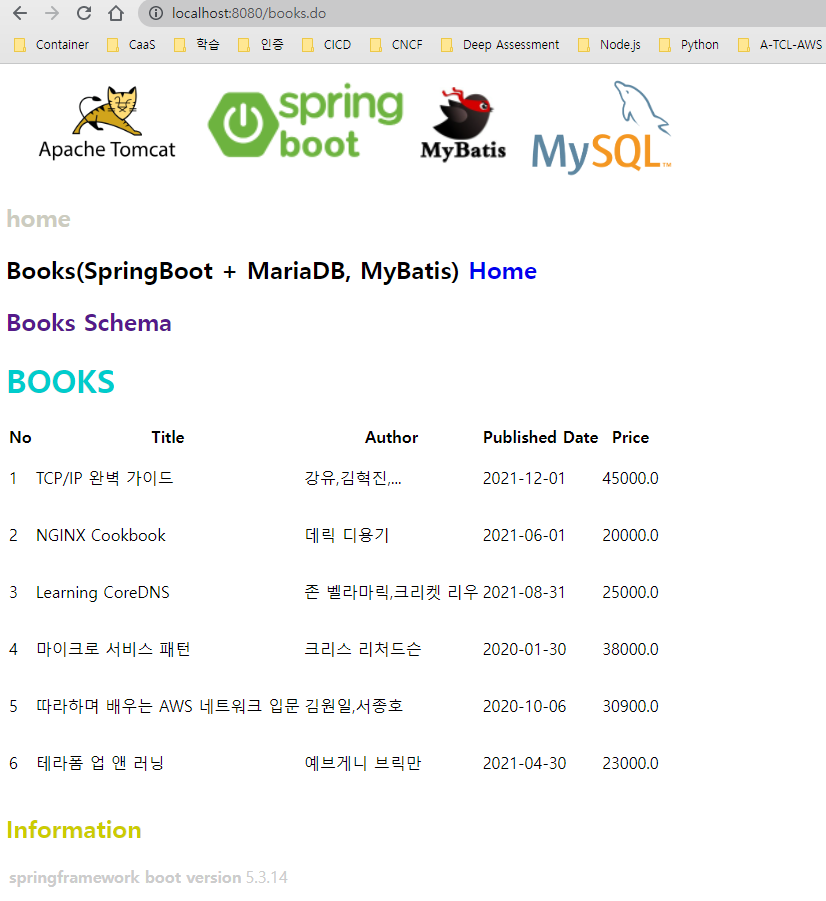 localhost:8080/books.do
Container CaaS 학습 인증 CICD CNCF Deep Assessment Node.js Python A-TCL-AWS
Apache Tomcat spring boot MyBatis MySQL™
home
Books(SpringBoot + MariaDB, MyBatis) Home
Books Schema
BOOKS
No Title Author Published Date Price
1 TCP/IP 완벽 가이드 강유,김혁진,... 2021-12-01 45000.0
2 NGINX Cookbook 데릭 디용기 2021-06-01 20000.0
3 Learning CoreDNS 존 벨라마릭,크리켓 리우 2021-08-31 25000.0
4 마이크로 서비스 패턴 크리스 리처드슨 2020-01-30 38000.0
5 따라하며 배우는 AWS 네트워크 입문 김원일,서종호 2020-10-06 30900.0
6 테라폼 업 앤 러닝 예브게니 브릭만 2021-04-30 23000.0
Information
springframework boot version 5.3.14